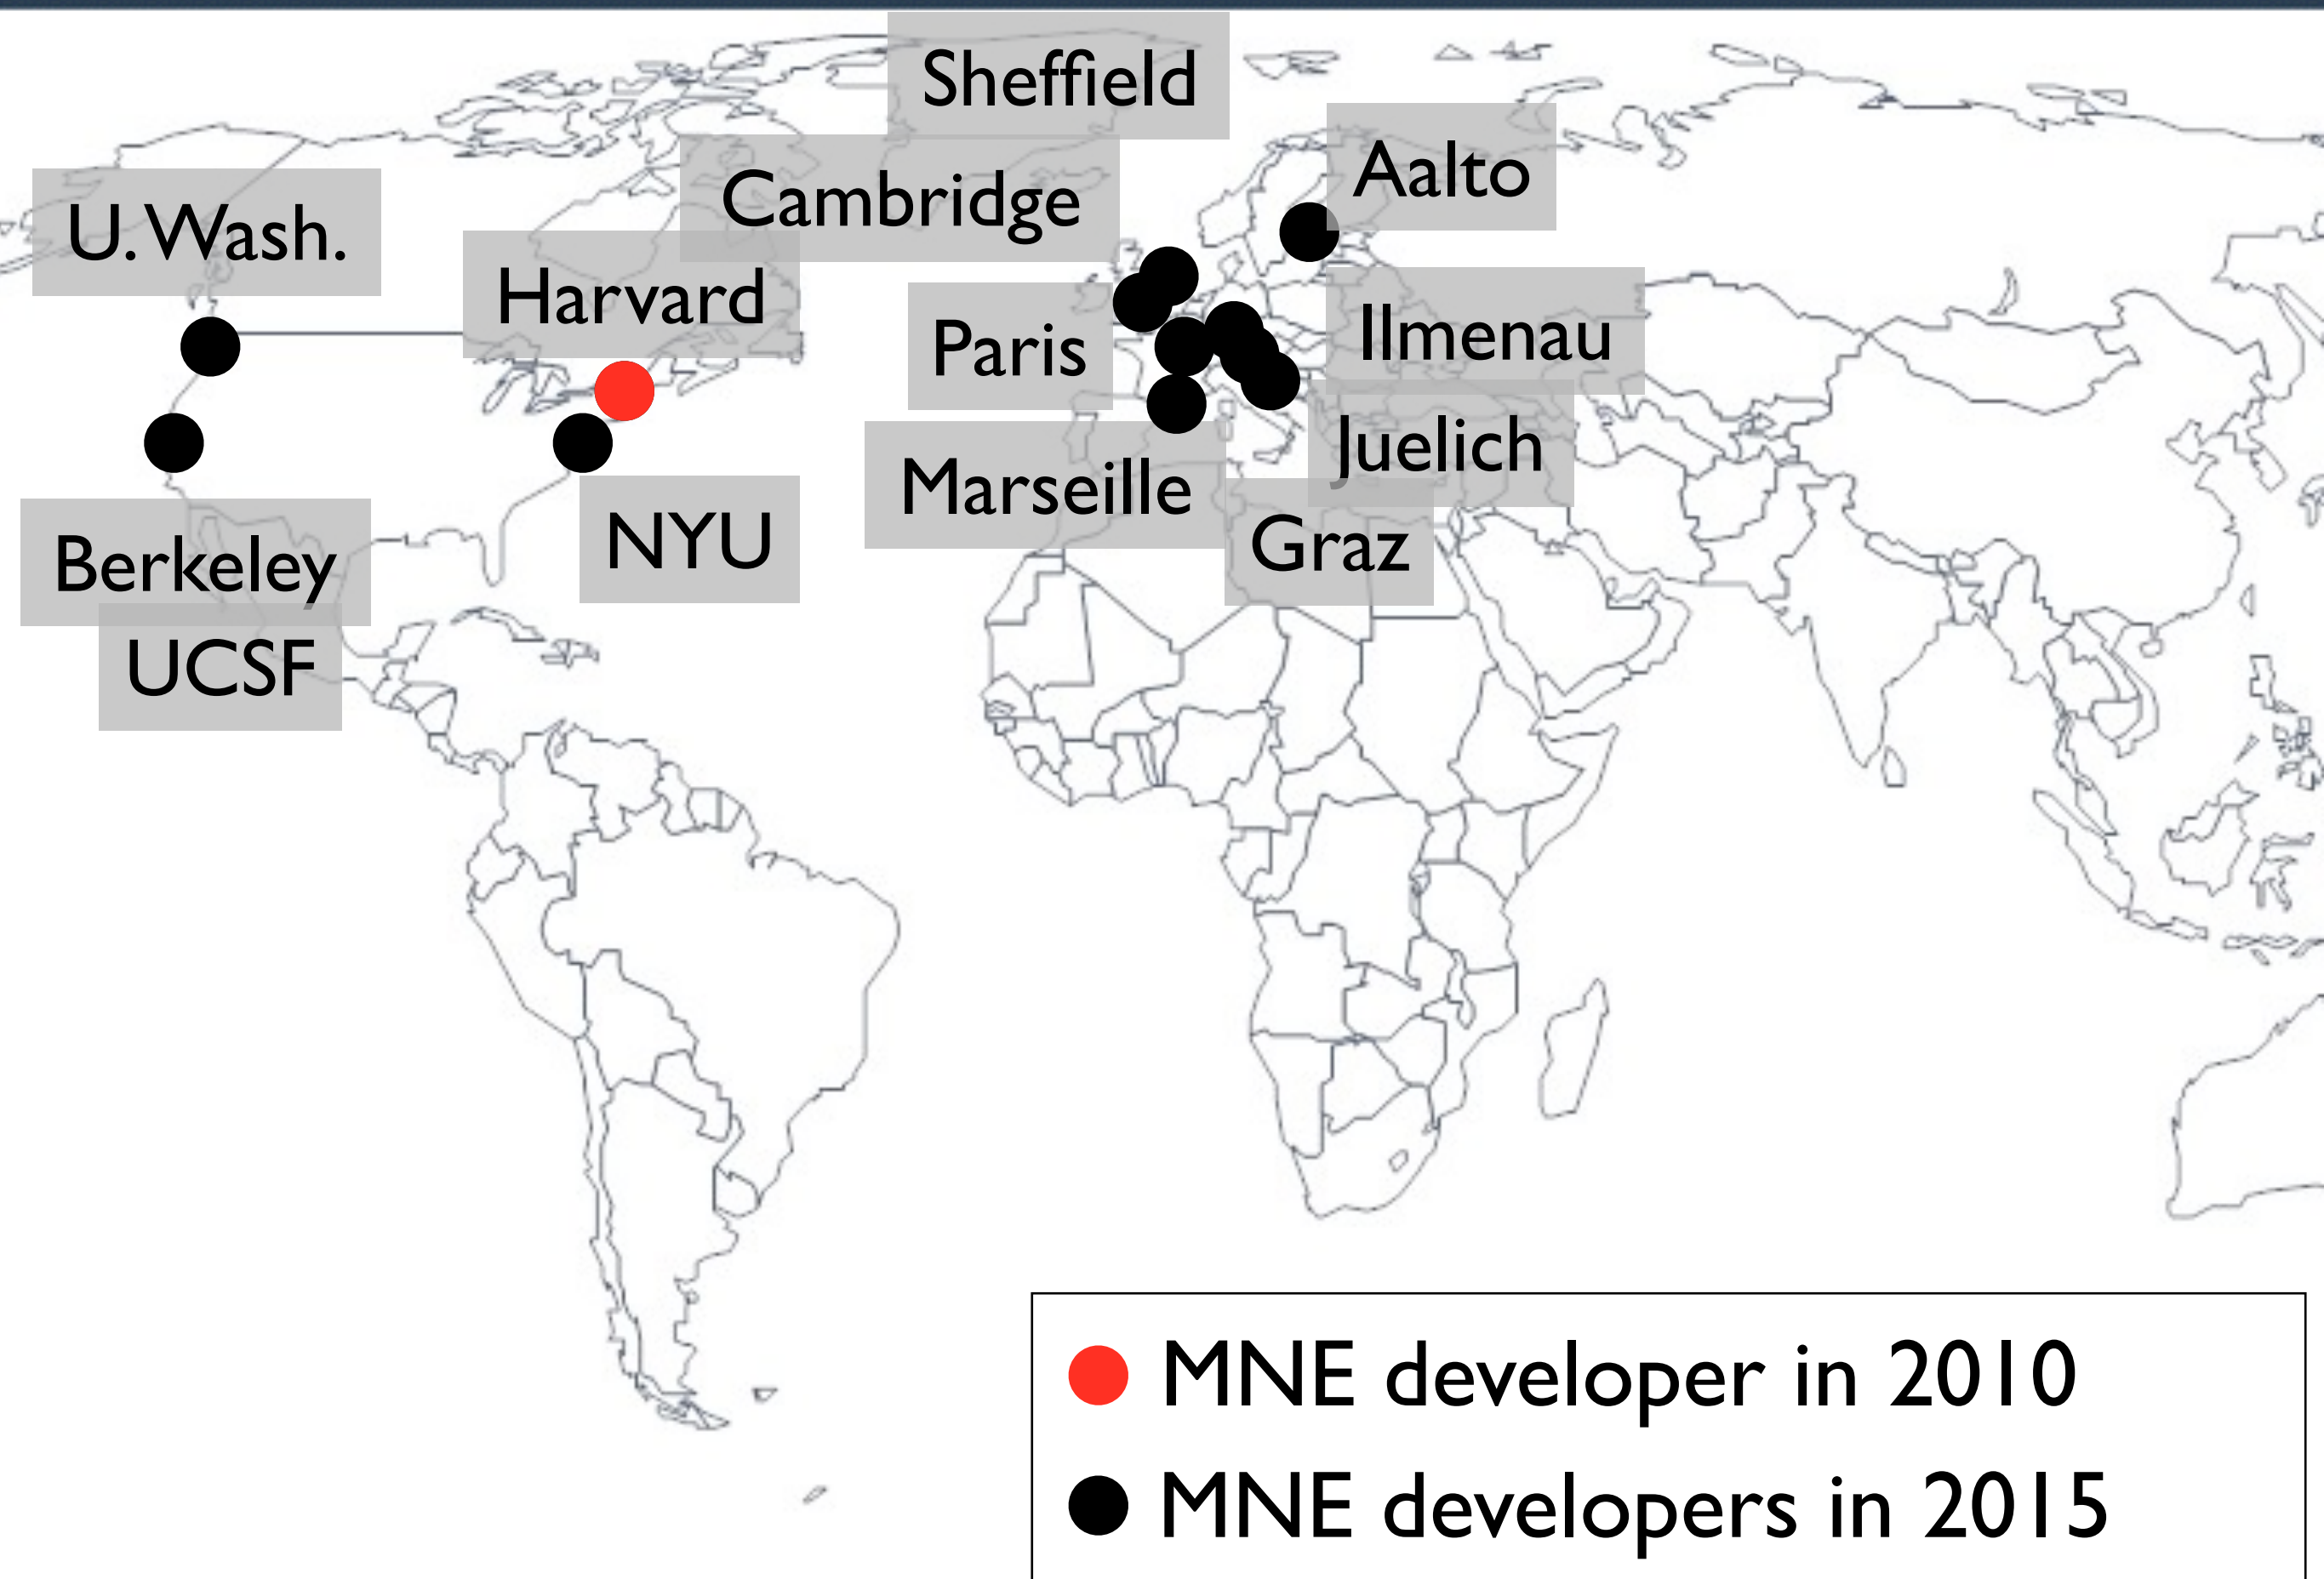 Sheffield
Cambridge
Aalto
U.Wash.
Harvard
Paris
Ilmenau
Juelich
Marseille
Graz
NYU
Berkeley
UCSF
MNE developer in 2010
MNE developers in 2015